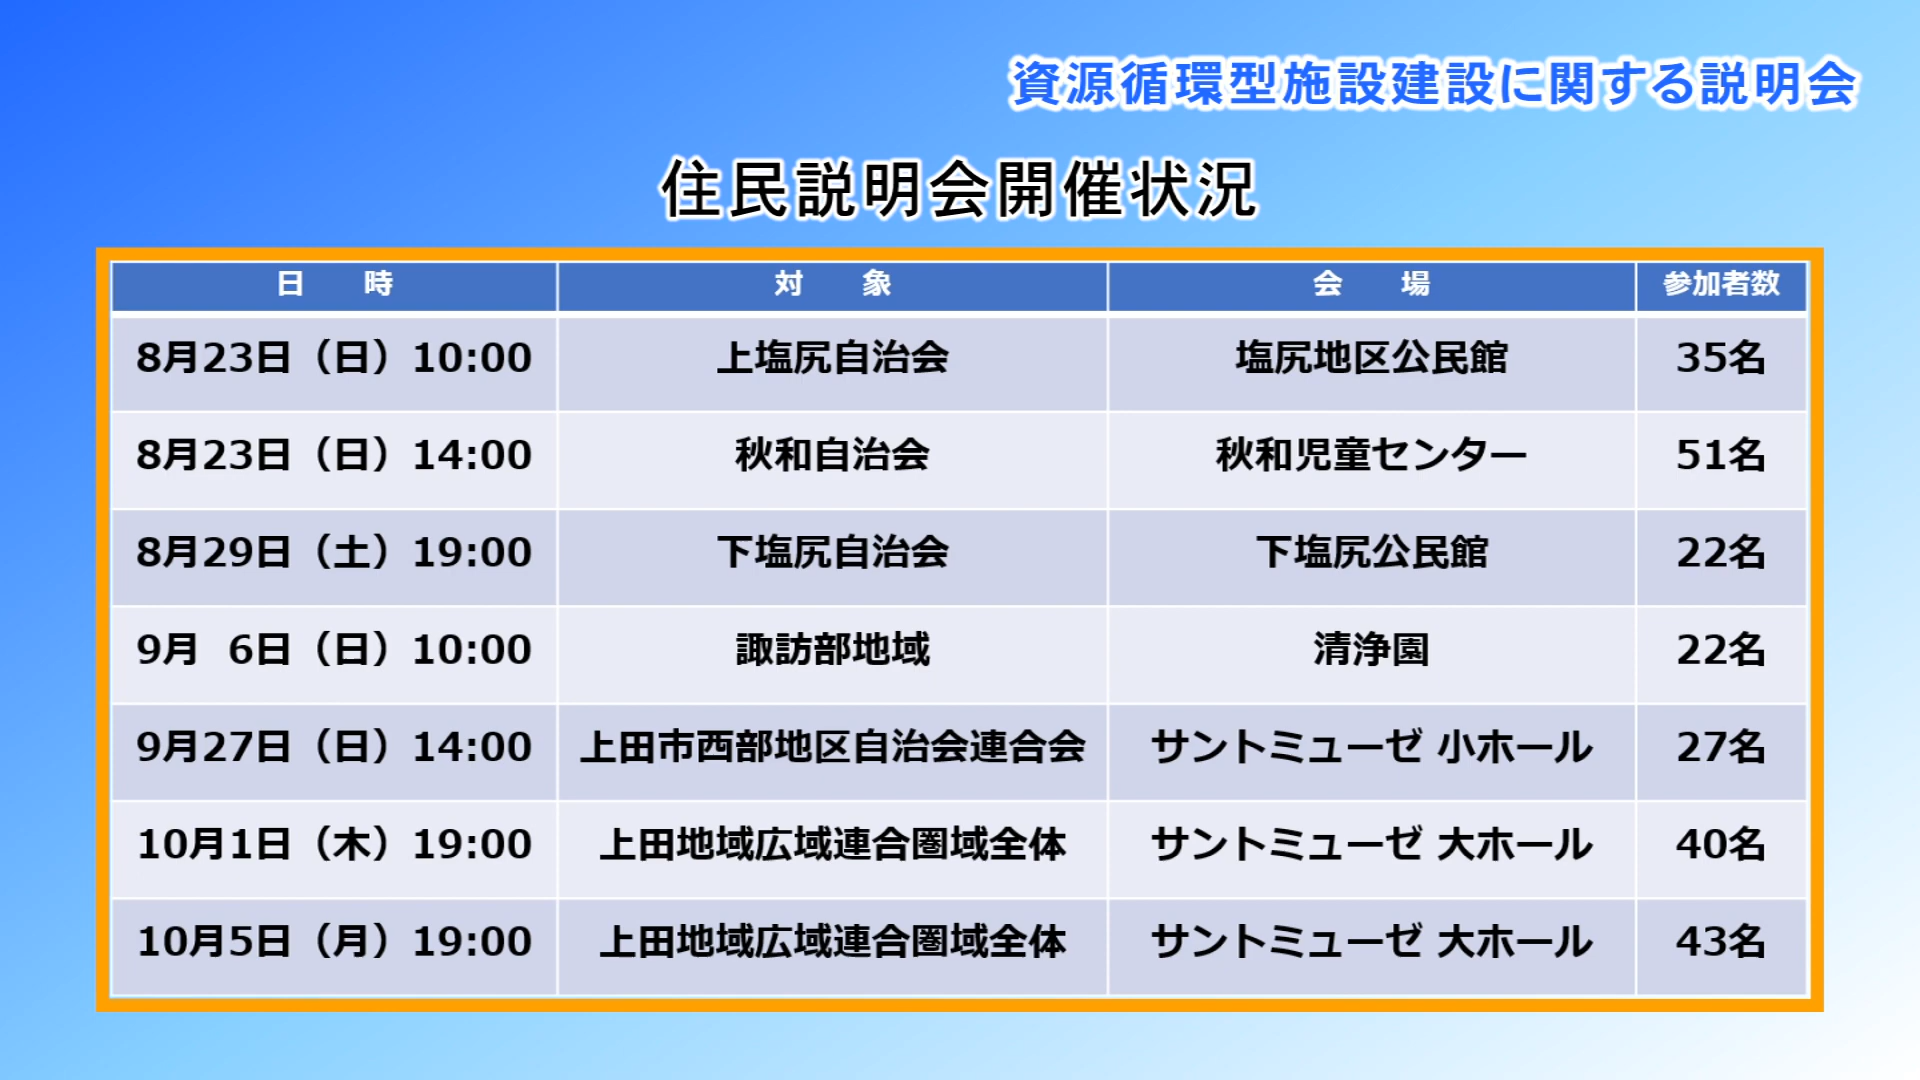 資源循環型施設建設に関する説明会
住民説明会開催状況
日　時 対　象 会　場 参加者数
8月23日（日）10:00 上塩尻自治会 塩尻地区公民館 35名
8月23日（日）14:00 秋和自治会 秋和児童センター 51名
8月29日（土）19:00 下塩尻自治会 下塩尻公民館 22名
9月 6日（日）10:00 諏訪部地域 清浄園 22名
9月27日（日）14:00 上田市西部地区自治会連合会 サントミューゼ 小ホール 27名
10月1日（木）19:00 上田地域広域連合圏域全体 サントミューゼ 大ホール 40名
10月5日（月）19:00 上田地域広域連合圏域全体 サントミューゼ 大ホール 43名